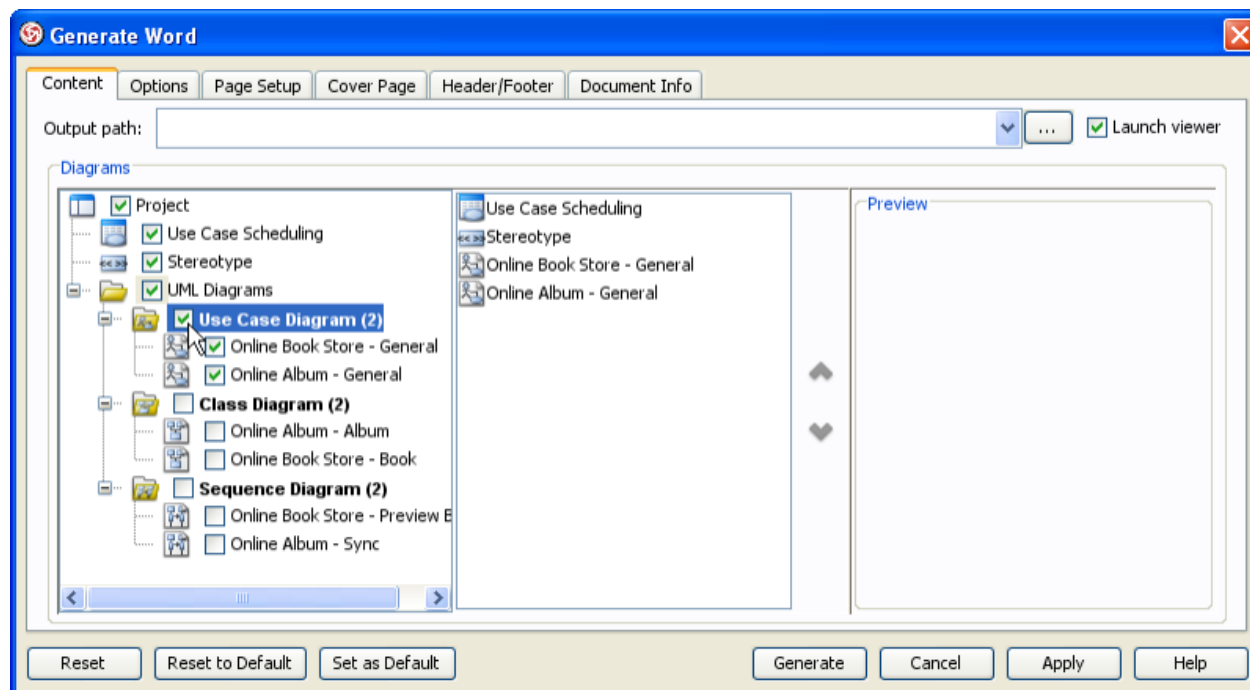 Generate Word
Content Options Page Setup Cover Page Header/Footer Document Info
Output path: ... Launch viewer
Diagrams
Project
Use Case Scheduling
Stereotype
UML Diagrams
Use Case Diagram (2)
Online Book Store - General
Online Album - General
Class Diagram (2)
Online Album - Album
Online Book Store - Book
Sequence Diagram (2)
Online Book Store - Preview B
Online Album - Sync
Use Case Scheduling
Stereotype
Online Book Store - General
Online Album - General
Preview
Reset Reset to Default Set as Default Generate Cancel Apply Help